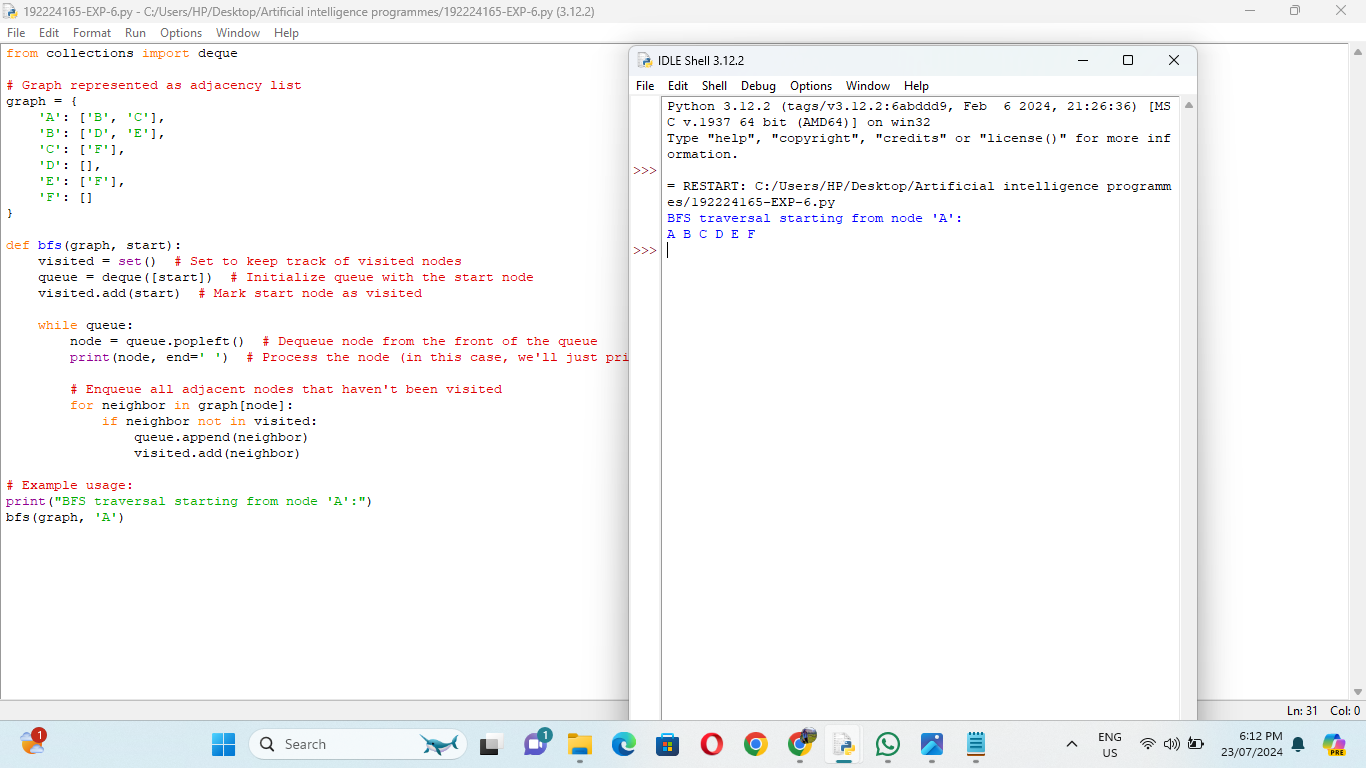 192224165-EXP-6.py - C:/Users/HP/Desktop/Artificial intelligence programmes/192224165-EXP-6.py (3.12.2)
File Edit Format Run Options Window Help
from collections import deque
# Graph represented as adjacency list
graph = {
    'A': ['B', 'C'],
    'B': ['D', 'E'],
    'C': ['F'],
    'D': [],
    'E': ['F'],
    'F': []
}
def bfs(graph, start):
    visited = set()  # Set to keep track of visited nodes
    queue = deque([start])  # Initialize queue with the start node
    visited.add(start)  # Mark start node as visited
    while queue:
        node = queue.popleft()  # Dequeue node from the front of the queue
        print(node, end=' ')  # Process the node (in this case, we'll just pri
        # Enqueue all adjacent nodes that haven't been visited
        for neighbor in graph[node]:
            if neighbor not in visited:
                queue.append(neighbor)
                visited.add(neighbor)
# Example usage:
print("BFS traversal starting from node 'A':")
bfs(graph, 'A')
IDLE Shell 3.12.2
File Edit Shell Debug Options Window Help
Python 3.12.2 (tags/v3.12.2:6abddd9, Feb  6 2024, 21:26:36) [MS
C v.1937 64 bit (AMD64)] on win32
Type "help", "copyright", "credits" or "license()" for more inf
ormation.
>>>
= RESTART: C:/Users/HP/Desktop/Artificial intelligence programm
es/192224165-EXP-6.py
BFS traversal starting from node 'A':
A B C D E F
>>>
Ln: 31 Col: 0
1
Search
1
ENG
US
6:12 PM
23/07/2024
PRE